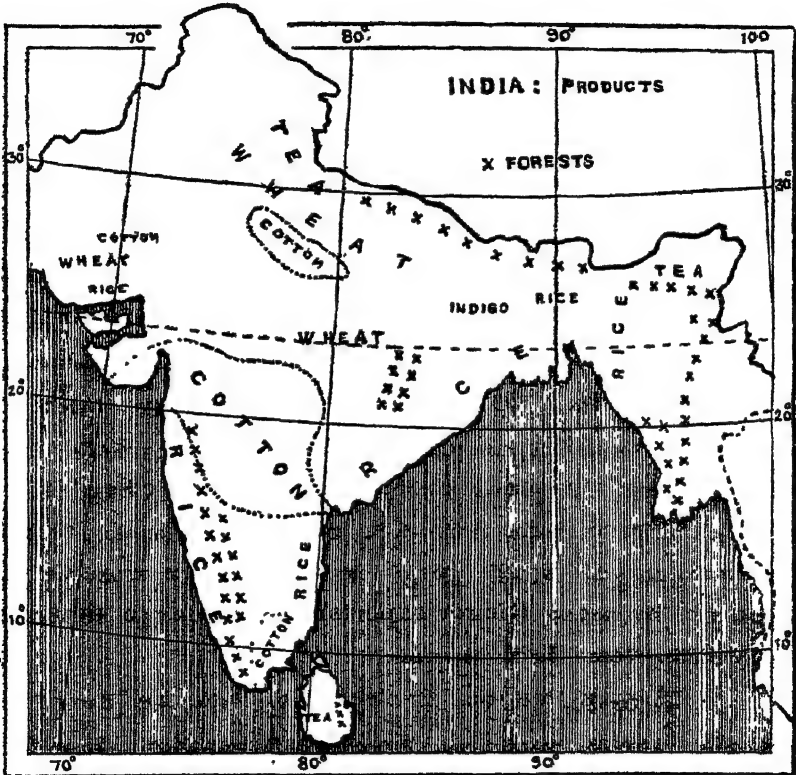 70° 80° 90° 100°
INDIA: PRODUCTS
x FORESTS
30° 30°
TEA
WHEAT
COTTON
COTTON
WHEAT
RICE
TEA
INDIGO RICE
RICE
WHEAT
RICE
20° 20°
COTTON
RICE
RICE
COTTON
10° 10°
TEA
70° 80° 90°